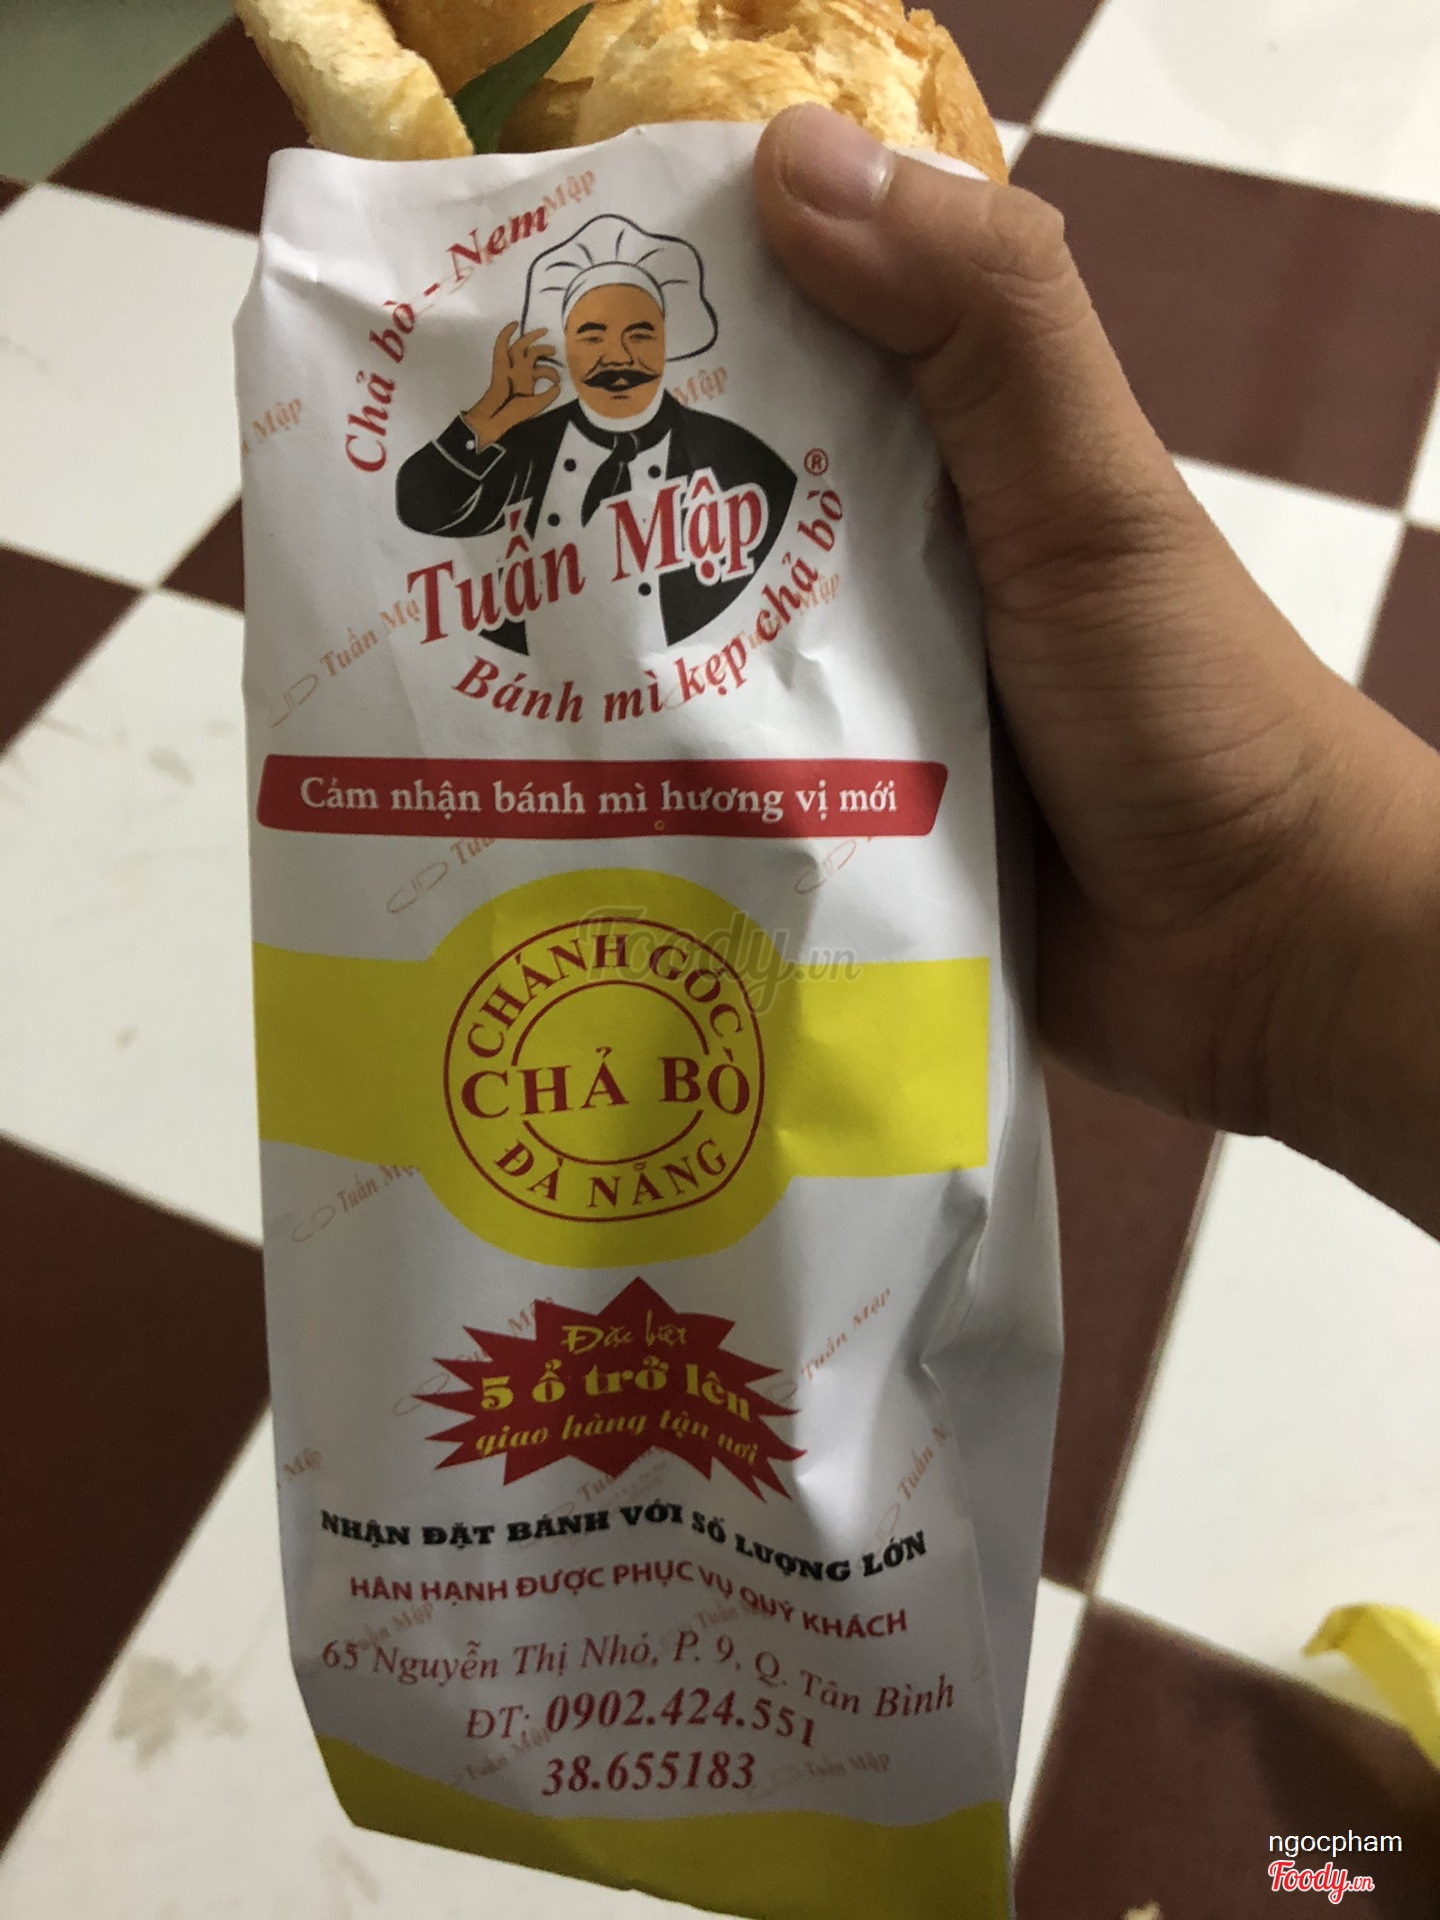 Chả bò - Nem
Tuấn Mập ®
Bánh mì kẹp chả bò
Cảm nhận bánh mì hương vị mới
CHÁNH GỐC
CHẢ BÒ
ĐÀ NẴNG
Đặc biệt
5 ổ trở lên
giao hàng tận nơi
NHẬN ĐẶT BÁNH VỚI SỐ LƯỢNG LỚN
HÂN HẠNH ĐƯỢC PHỤC VỤ QUÝ KHÁCH
65 Nguyễn Thị Nhỏ, P. 9, Q. Tân Bình
ĐT: 0902.424.551
38.655183
Foody.vn
ngocpham
Foody.vn